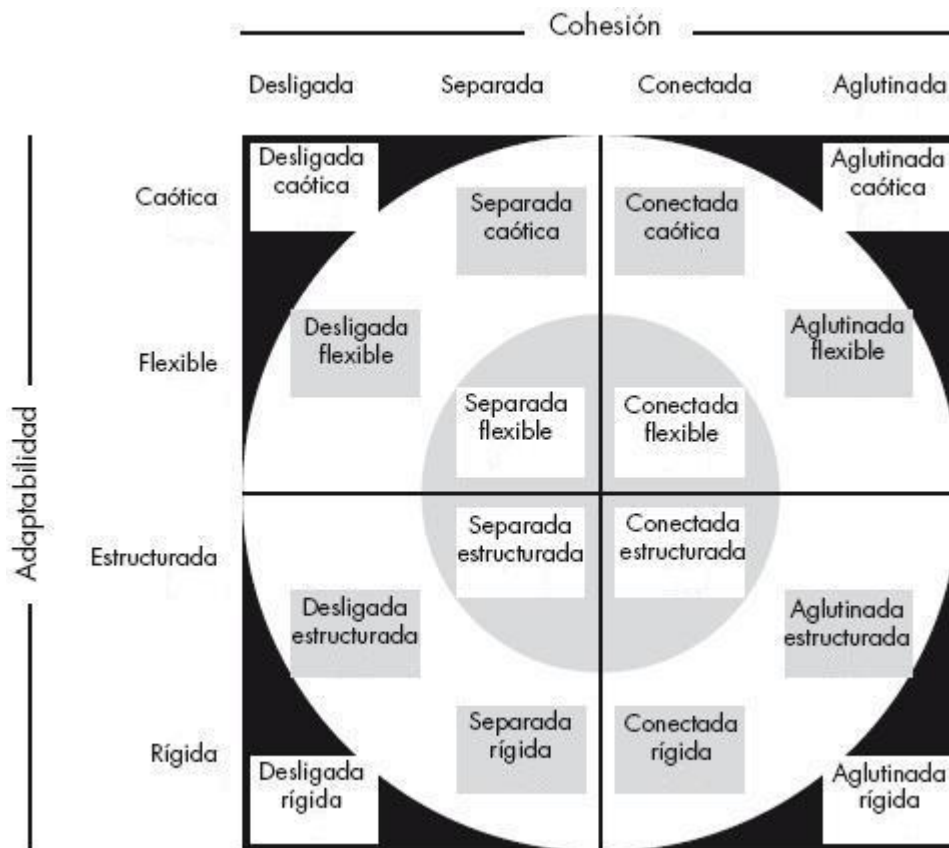 Cohesión
Desligada Separada Conectada Aglutinada
Adaptabilidad
Caótica
Desligada
caótica
Separada
caótica
Conectada
caótica
Aglutinada
caótica
Flexible
Desligada
flexible
Separada
flexible
Conectada
flexible
Aglutinada
flexible
Estructurada
Desligada
estructurada
Separada
estructurada
Conectada
estructurada
Aglutinada
estructurada
Rígida
Desligada
rígida
Separada
rígida
Conectada
rígida
Aglutinada
rígida